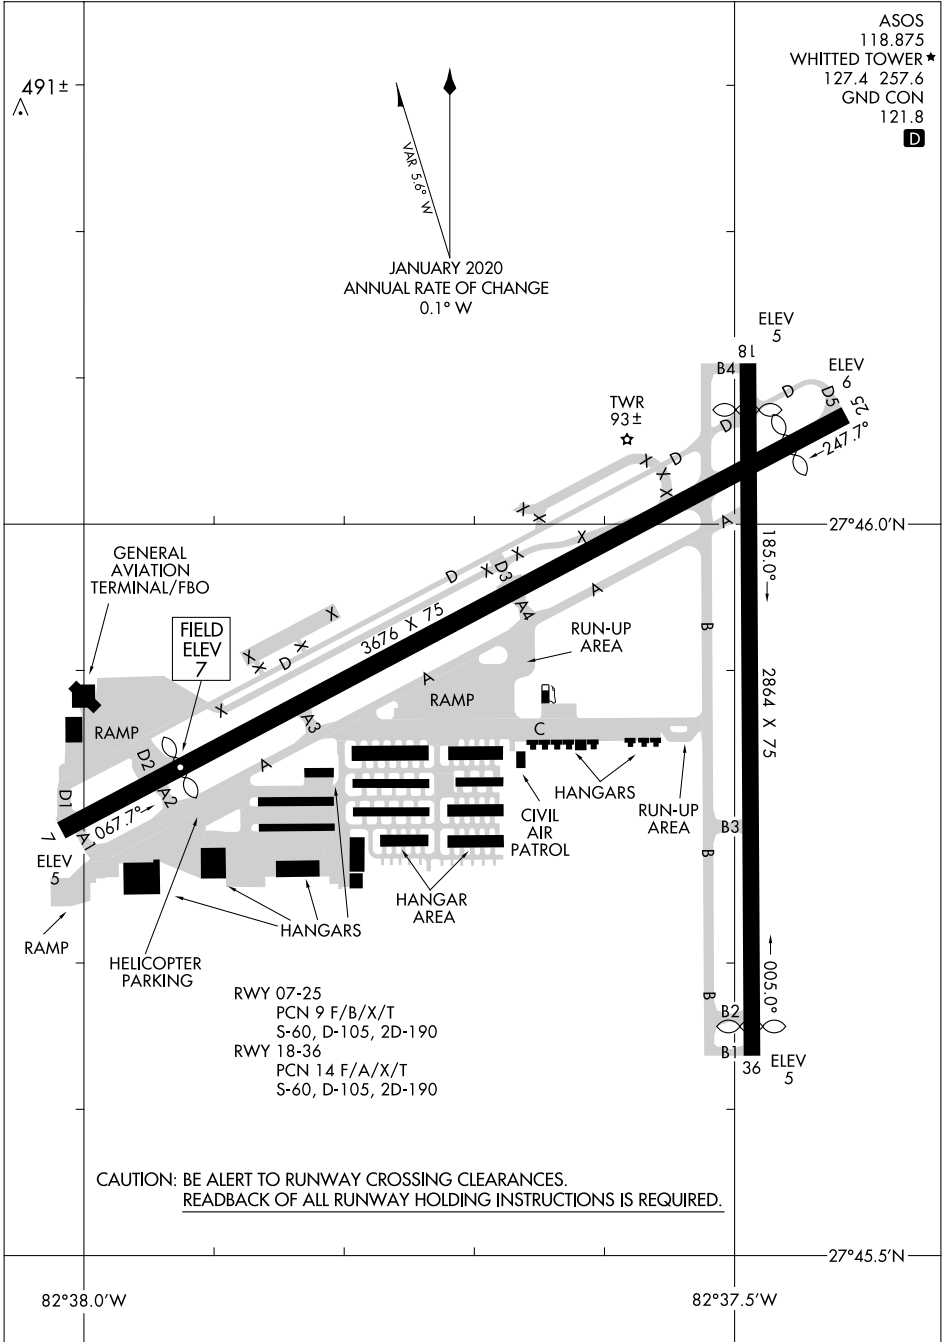 ASOS
118.875
WHITTED TOWER★
127.4 257.6
GND CON
121.8
D
491±
VAR 5.6° W
JANUARY 2020
ANNUAL RATE OF CHANGE
0.1° W
ELEV
5
18
B4
ELEV
6
D
D5
25
TWR
93±
D
247.7°
X
D
X
X
X
X
A
27°46.0'N
X
X
185.0°
GENERAL
AVIATION
TERMINAL/FBO
D3
X
D
A
A4
3676 X 75
X
FIELD
ELEV
7
RUN-UP
AREA
B
X
X
X
D
A
2864 X 75
RAMP
X
A3
RAMP
C
D2
A
HANGARS
D1
A2
RUN-UP
AREA
067.7°
CIVIL
AIR
PATROL
B3
7
A1
B
ELEV
5
HANGAR
AREA
RAMP
HANGARS
HELICOPTER
PARKING
005.0°
RWY 07-25
PCN 9 F/B/X/T
S-60, D-105, 2D-190
RWY 18-36
PCN 14 F/A/X/T
S-60, D-105, 2D-190
B
B2
B1
36
ELEV
5
CAUTION: BE ALERT TO RUNWAY CROSSING CLEARANCES.
READBACK OF ALL RUNWAY HOLDING INSTRUCTIONS IS REQUIRED.
27°45.5'N
82°38.0'W
82°37.5'W